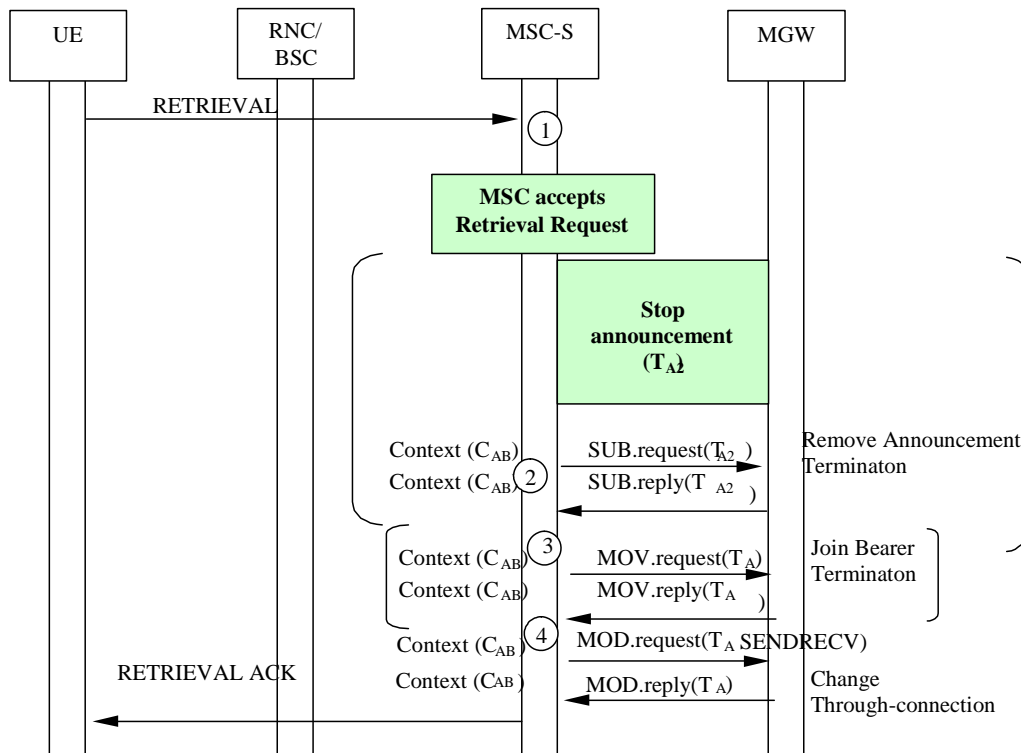 UE
RNC/
BSC
MSC-S
MGW
RETRIEVAL
1
MSC accepts
Retrieval Request
Stop
announcement
(TA2)
Context (CAB)
SUB.request(TA2)
Remove Announcement
Terminaton
2
Context (CAB)
SUB.reply(TA2)
3
Context (CAB)
MOV.request(TA)
Join Bearer
Terminaton
Context (CAB)
MOV.reply(TA)
4
Context (CAB)
MOD.request(TA SENDRECV)
RETRIEVAL ACK
Context (CAB)
MOD.reply(TA)
Change
Through-connection